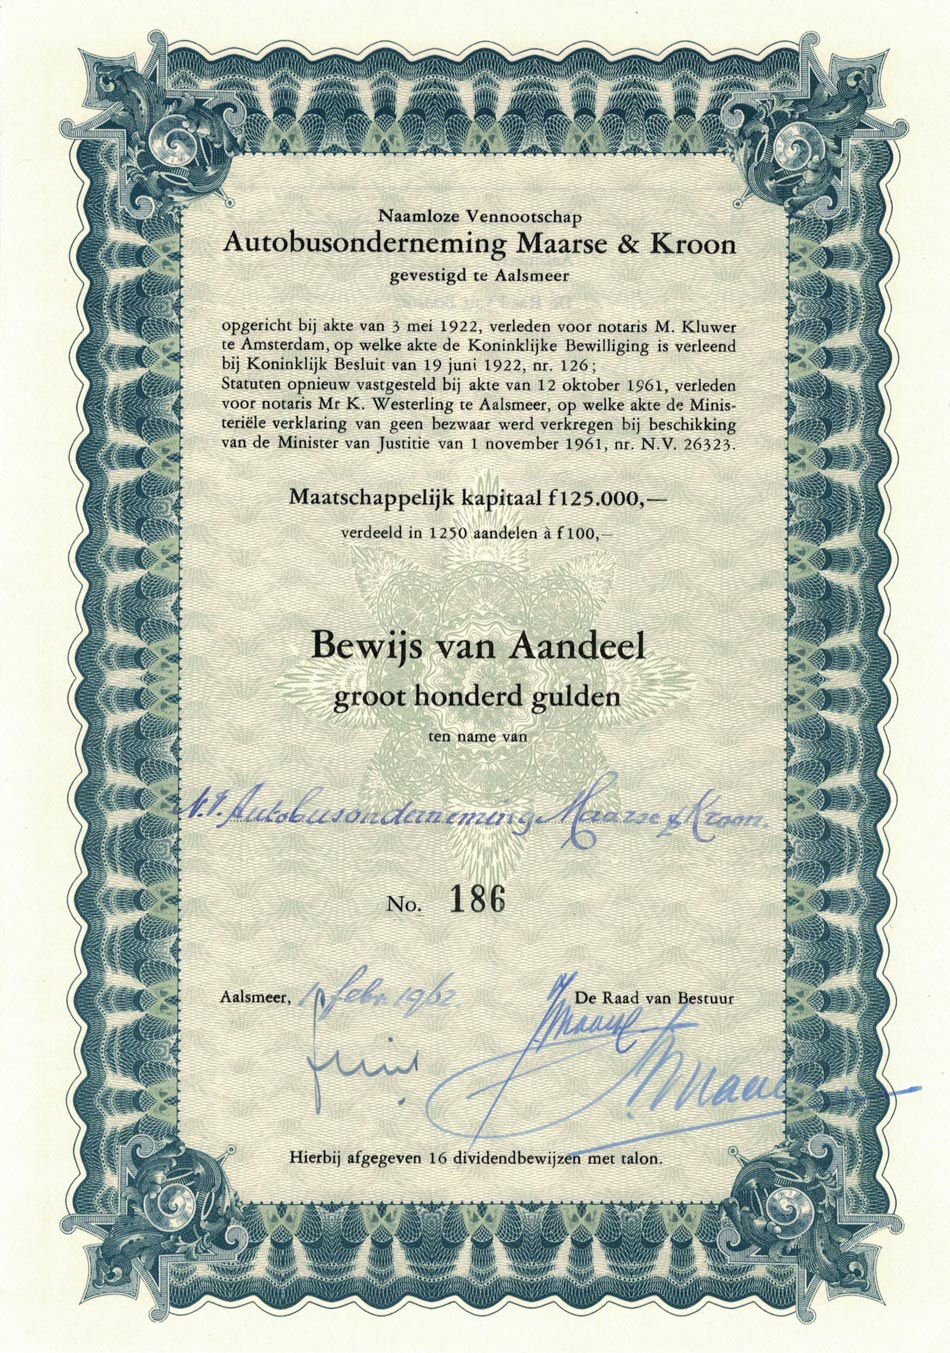 Naamloze Vennootschap
Autobusonderneming Maarse & Kroon
gevestigd te Aalsmeer
opgericht bij akte van 3 mei 1922, verleden voor notaris M. Kluwer
te Amsterdam, op welke akte de Koninklijke Bewilliging is verleend
bij Koninklijk Besluit van 19 juni 1922, nr. 126;
Statuten opnieuw vastgesteld bij akte van 12 oktober 1961, verleden
voor notaris Mr K. Westerling te Aalsmeer, op welke akte de Minis-
teriële verklaring van geen bezwaar werd verkregen bij beschikking
van de Minister van Justitie van 1 november 1961, nr. N.V. 26323.
Maatschappelijk kapitaal f 125.000,—
verdeeld in 1250 aandelen à f 100,—
Bewijs van Aandeel
groot honderd gulden
ten name van
N.V. Autobusonderneming Maarse & Kroon.
No. 186
Aalsmeer, 1 febr. 1962.
De Raad van Bestuur
Hierbij afgegeven 16 dividendbewijzen met talon.